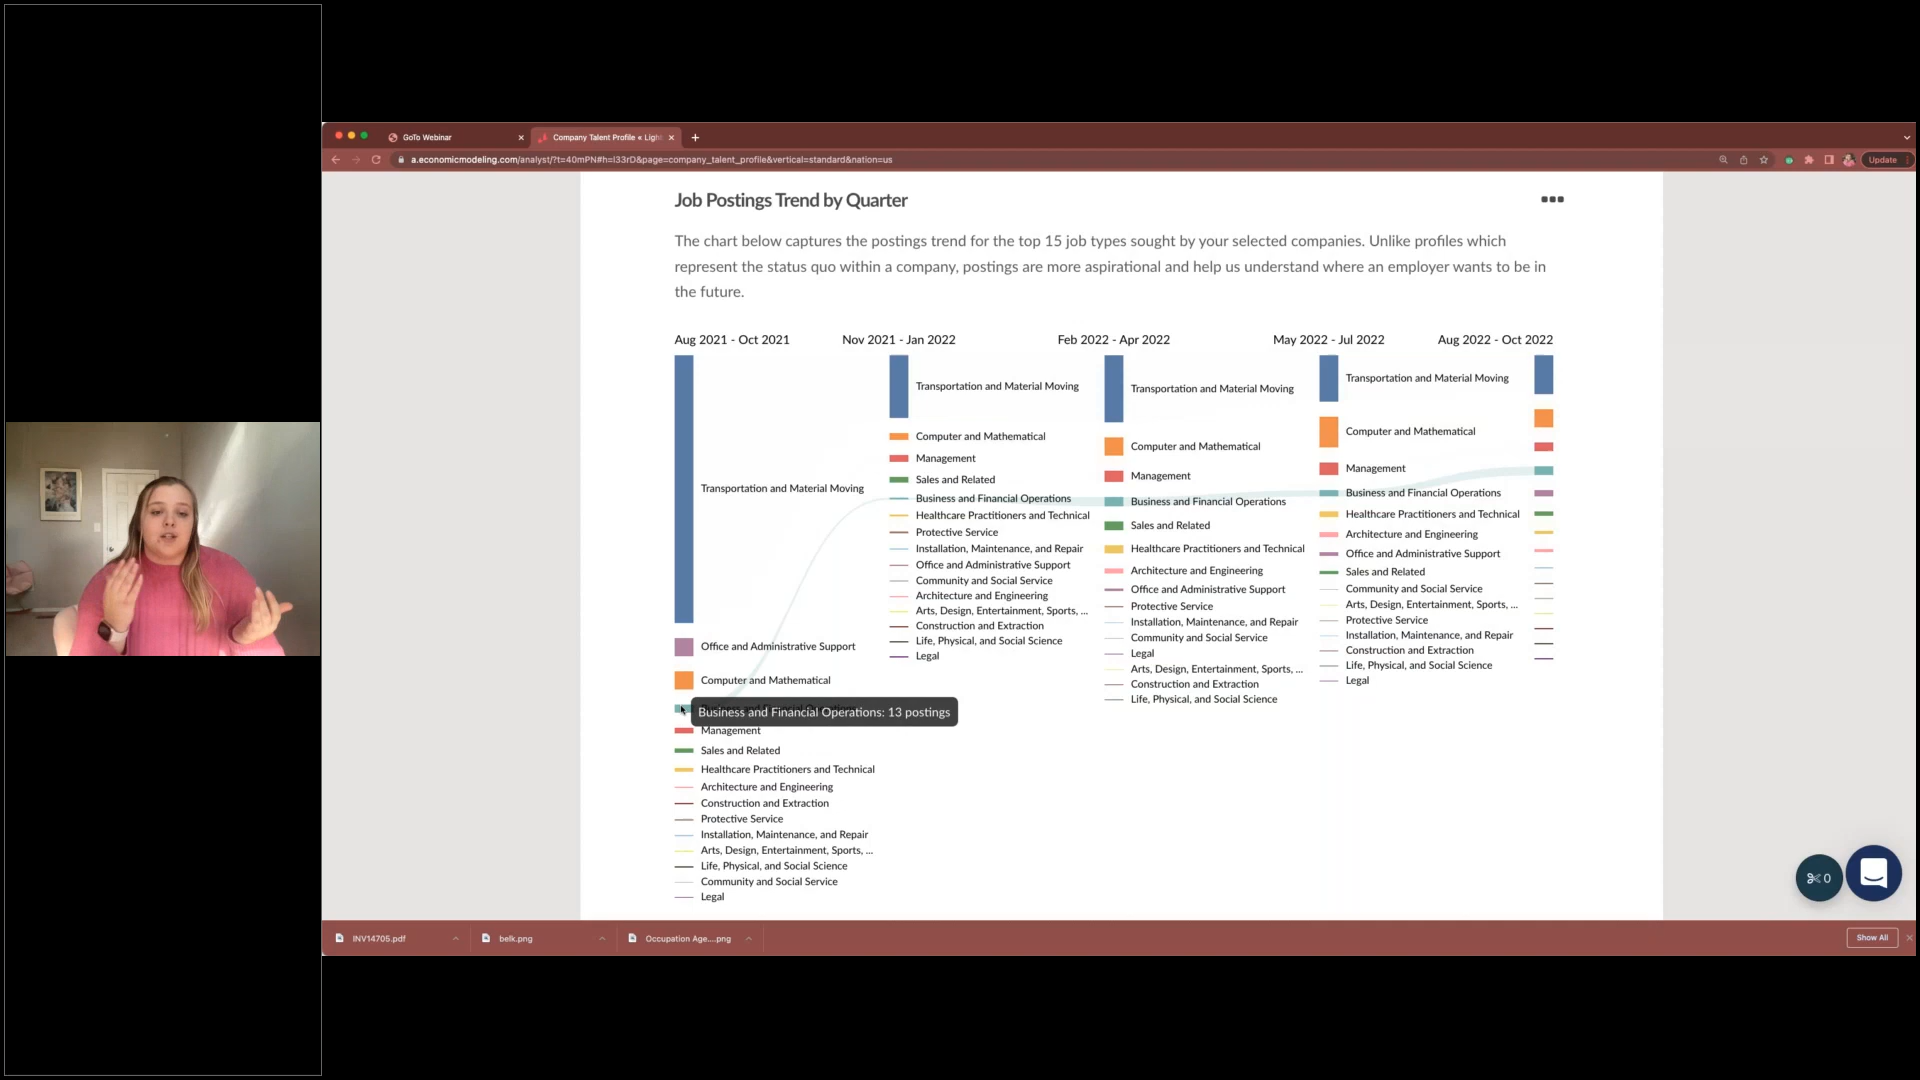 GoTo Webinar
Company Talent Profile « Ligh
a.economicmodeling.com/analyst/?t=40mPN#h=I33rD&page=company_talent_profile&vertical=standard&nation=us
Update
Job Postings Trend by Quarter
The chart below captures the postings trend for the top 15 job types sought by your selected companies. Unlike profiles which
represent the status quo within a company, postings are more aspirational and help us understand where an employer wants to be in
the future.
Aug 2021 - Oct 2021
Nov 2021 - Jan 2022
Feb 2022 - Apr 2022
May 2022 - Jul 2022
Aug 2022 - Oct 2022
Transportation and Material Moving
Office and Administrative Support
Computer and Mathematical
Business and Financial Operations: 13 postings
Management
Sales and Related
Healthcare Practitioners and Technical
Architecture and Engineering
Construction and Extraction
Protective Service
Installation, Maintenance, and Repair
Arts, Design, Entertainment, Sports, ...
Life, Physical, and Social Science
Community and Social Service
Legal
Transportation and Material Moving
Computer and Mathematical
Management
Sales and Related
Business and Financial Operations
Healthcare Practitioners and Technical
Protective Service
Installation, Maintenance, and Repair
Office and Administrative Support
Community and Social Service
Architecture and Engineering
Arts, Design, Entertainment, Sports, ...
Construction and Extraction
Life, Physical, and Social Science
Legal
Transportation and Material Moving
Computer and Mathematical
Management
Business and Financial Operations
Sales and Related
Healthcare Practitioners and Technical
Architecture and Engineering
Office and Administrative Support
Protective Service
Installation, Maintenance, and Repair
Community and Social Service
Legal
Arts, Design, Entertainment, Sports, ...
Construction and Extraction
Life, Physical, and Social Science
Transportation and Material Moving
Computer and Mathematical
Management
Business and Financial Operations
Healthcare Practitioners and Technical
Architecture and Engineering
Office and Administrative Support
Sales and Related
Community and Social Service
Arts, Design, Entertainment, Sports, ...
Protective Service
Installation, Maintenance, and Repair
Construction and Extraction
Life, Physical, and Social Science
Legal
0
INV14705.pdf
belk.png
Occupation Age....png
Show All